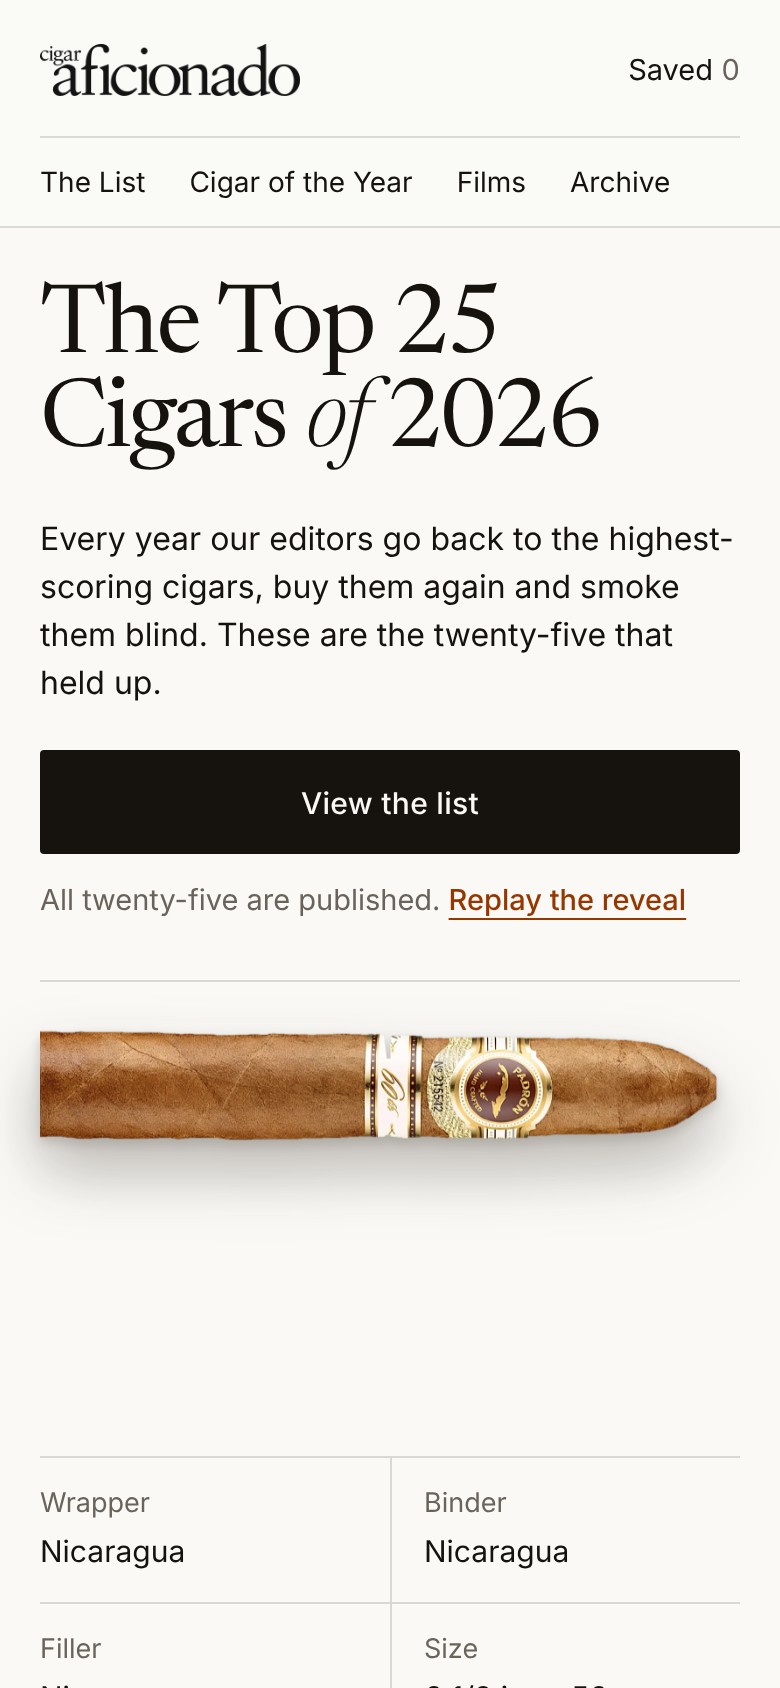 cigar
aficionado
Saved 0
The List Cigar of the Year Films Archive
The Top 25
Cigars of 2026
Every year our editors go back to the highest-
scoring cigars, buy them again and smoke
them blind. These are the twenty-five that
held up.
View the list
All twenty-five are published. Replay the reveal
60
Nº 215512
PADRÓN
Wrapper Binder
Nicaragua Nicaragua
Filler Size